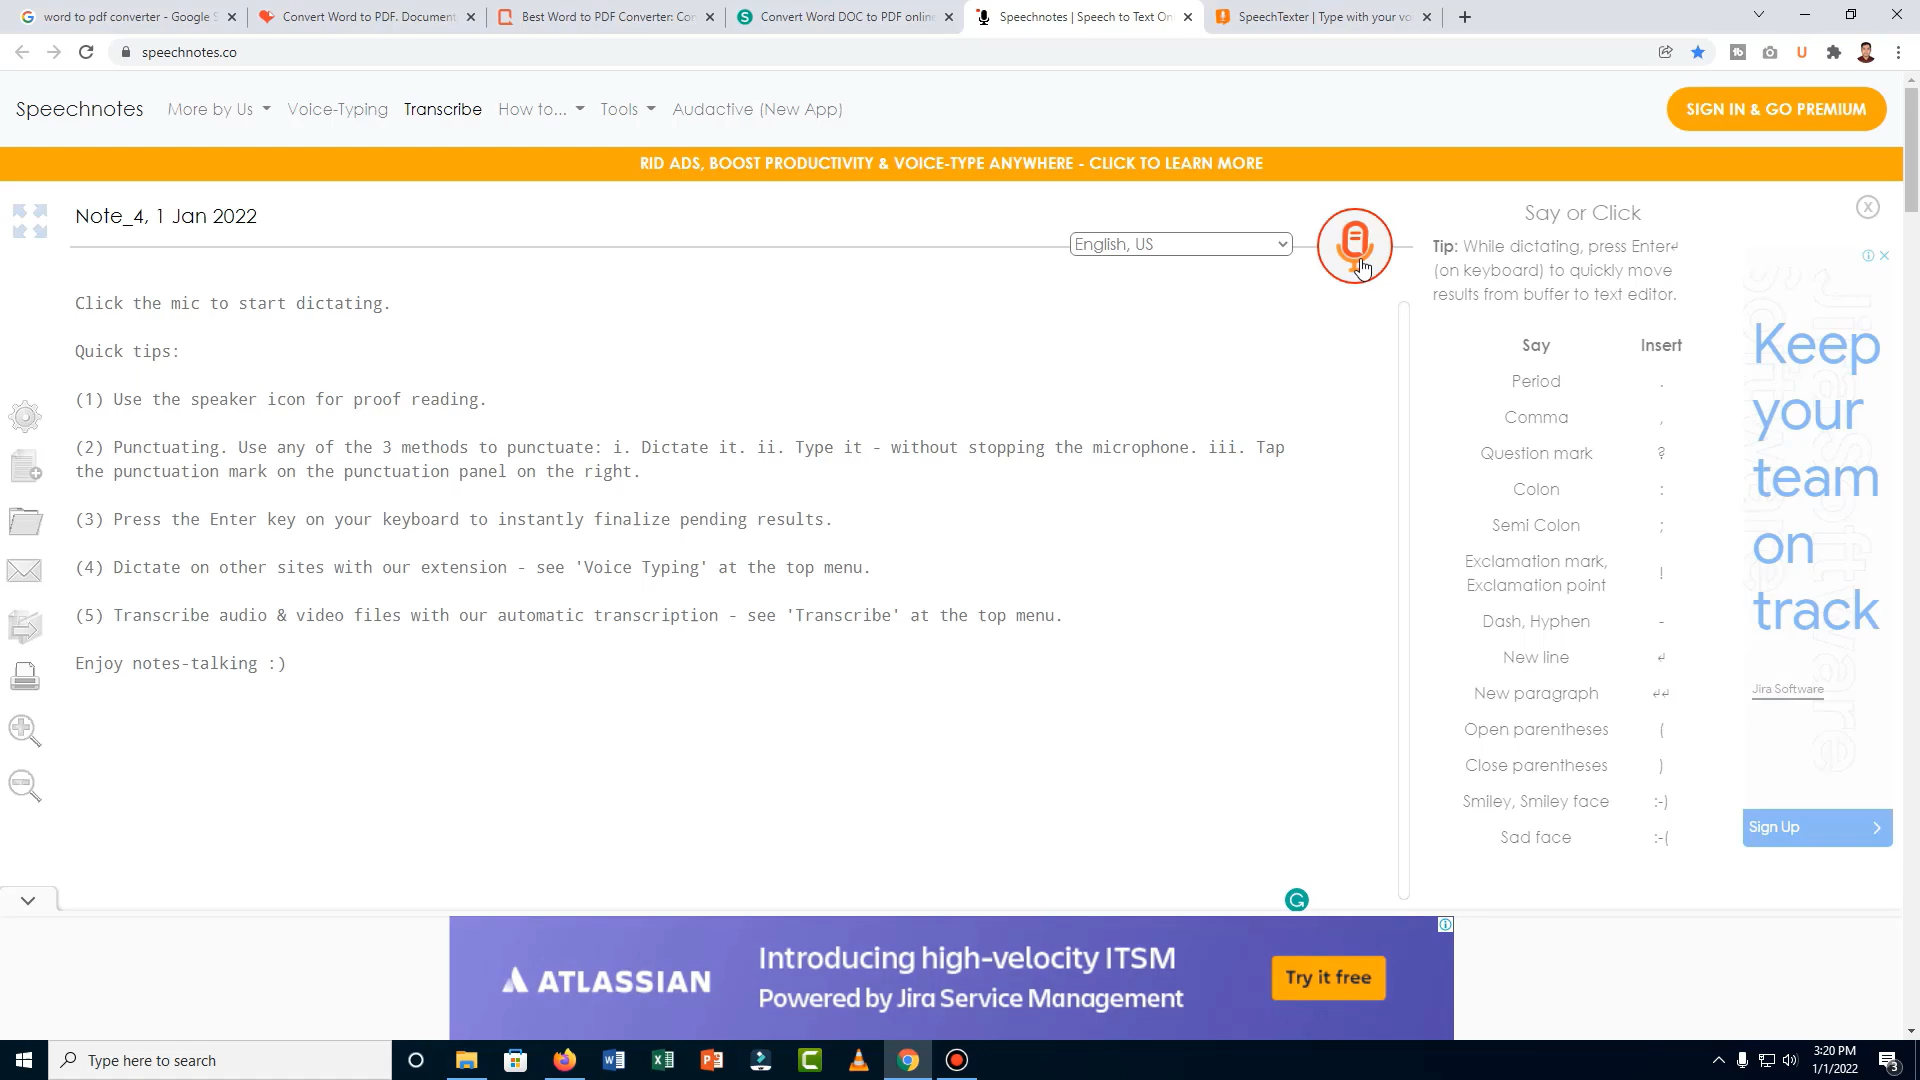 word to pdf converter - Google S
Convert Word to PDF. Document
Best Word to PDF Converter: Con
Convert Word DOC to PDF online
Speechnotes | Speech to Text On
SpeechTexter | Type with your vo
speechnotes.co
Speechnotes
More by Us
Voice-Typing
Transcribe
How to...
Tools
Audactive (New App)
SIGN IN & GO PREMIUM
RID ADS, BOOST PRODUCTIVITY & VOICE-TYPE ANYWHERE - CLICK TO LEARN MORE
Note_4, 1 Jan 2022
English, US
Click the mic to start dictating.
Quick tips:
(1) Use the speaker icon for proof reading.
(2) Punctuating. Use any of the 3 methods to punctuate: i. Dictate it. ii. Type it - without stopping the microphone. iii. Tap
the punctuation mark on the punctuation panel on the right.
(3) Press the Enter key on your keyboard to instantly finalize pending results.
(4) Dictate on other sites with our extension - see 'Voice Typing' at the top menu.
(5) Transcribe audio & video files with our automatic transcription - see 'Transcribe' at the top menu.
Enjoy notes-talking :)
Say or Click
Tip: While dictating, press Enter↵
(on keyboard) to quickly move
results from buffer to text editor.
Say Insert
Period .
Comma ,
Question mark ?
Colon :
Semi Colon ;
Exclamation mark,
Exclamation point !
Dash, Hyphen -
New line ↵
New paragraph ↵↵
Open parentheses (
Close parentheses )
Smiley, Smiley face :-)
Sad face :-(
Keep
your
team
on
track
Jira Software
Sign Up
ATLASSIAN
Introducing high-velocity ITSM
Powered by Jira Service Management
Try it free
Type here to search
3:20 PM
1/1/2022
3